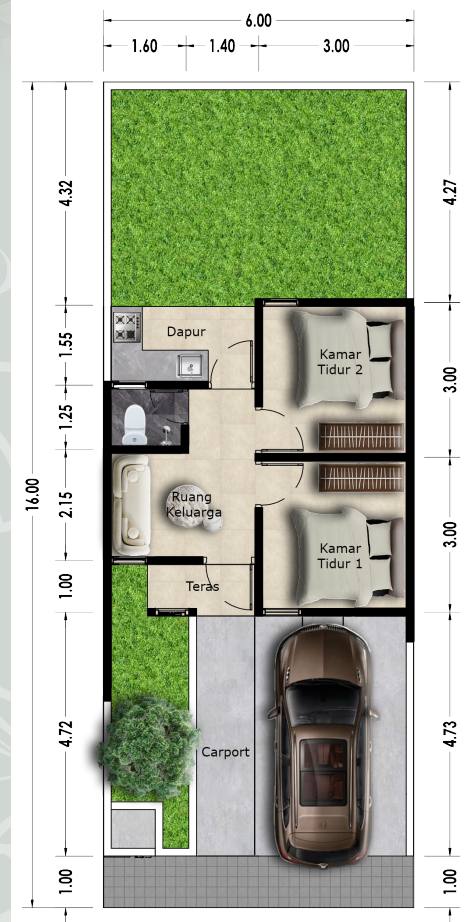 6.00
1.60 1.40 3.00
4.32
4.27
1.55
Dapur
Kamar
Tidur 2
3.00
1.25
16.00
2.15
Ruang
Keluarga
Kamar
Tidur 1
3.00
1.00
Teras
4.72
Carport
4.73
1.00
1.00